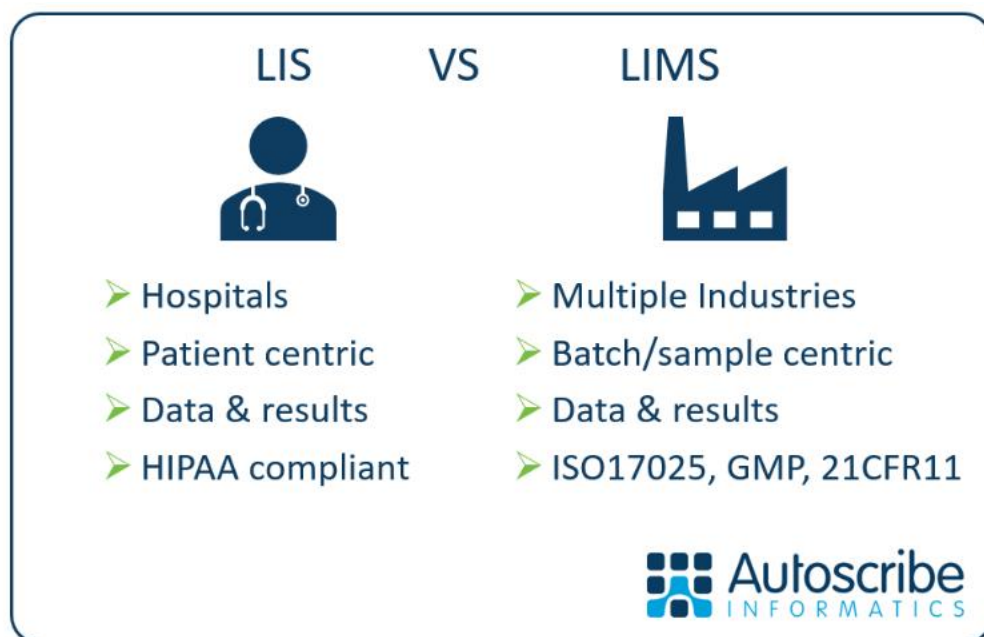 LIS VS LIMS
Hospitals
Patient centric
Data & results
HIPAA compliant
Multiple Industries
Batch/sample centric
Data & results
ISO17025, GMP, 21CFR11
Autoscribe
INFORMATICS